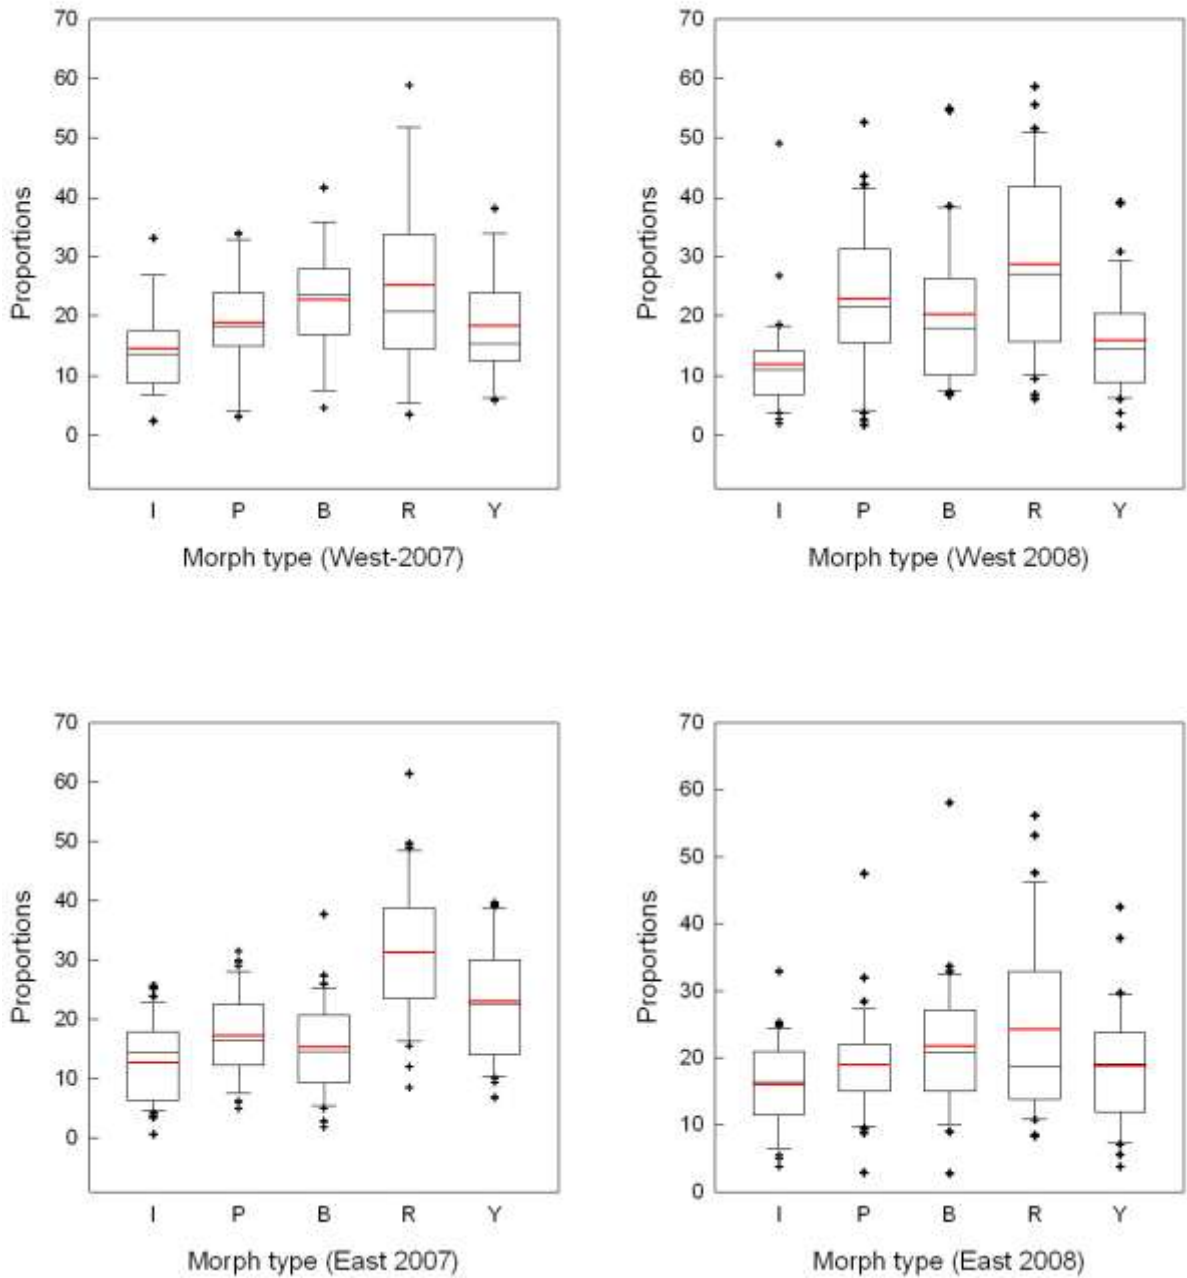 70
60
50
40
30
20
10
0
Proportions
I P B R Y
Morph type (West-2007)
70
60
50
40
30
20
10
0
Proportions
I P B R Y
Morph type (West 2008)
70
60
50
40
30
20
10
0
Proportions
I P B R Y
Morph type (East 2007)
70
60
50
40
30
20
10
0
Proportions
I P B R Y
Morph type (East 2008)